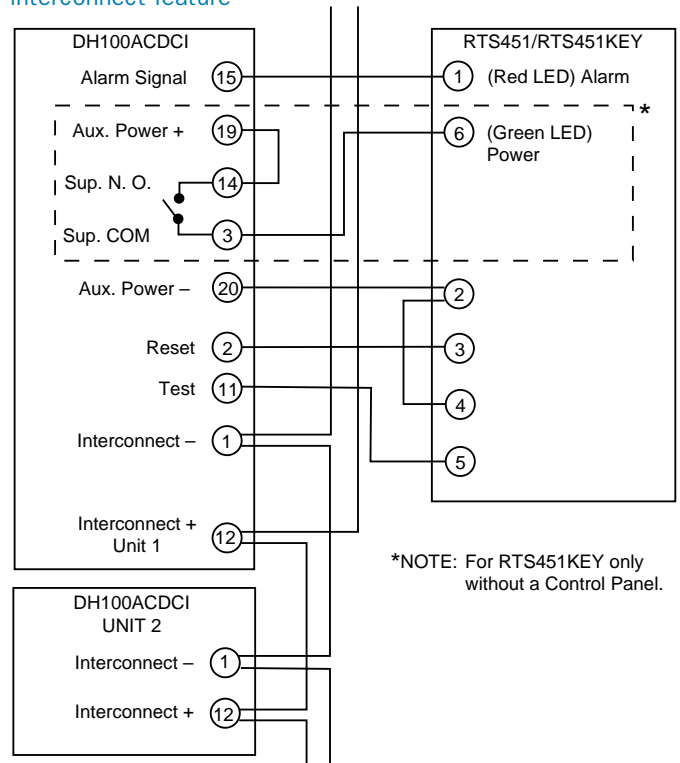 Interconnect feature
DH100ACDCI
RTS451/RTS451KEY
Alarm Signal 15
1 (Red LED) Alarm
*
Aux. Power + 19
6 (Green LED)
Power
Sup. N. O. 14
Sup. COM 3
Aux. Power – 20
2
Reset 2
3
Test 11
4
Interconnect – 1
5
Interconnect +
Unit 1
12
*NOTE: For RTS451KEY only
without a Control Panel.
DH100ACDCI
UNIT 2
Interconnect – 1
Interconnect + 12